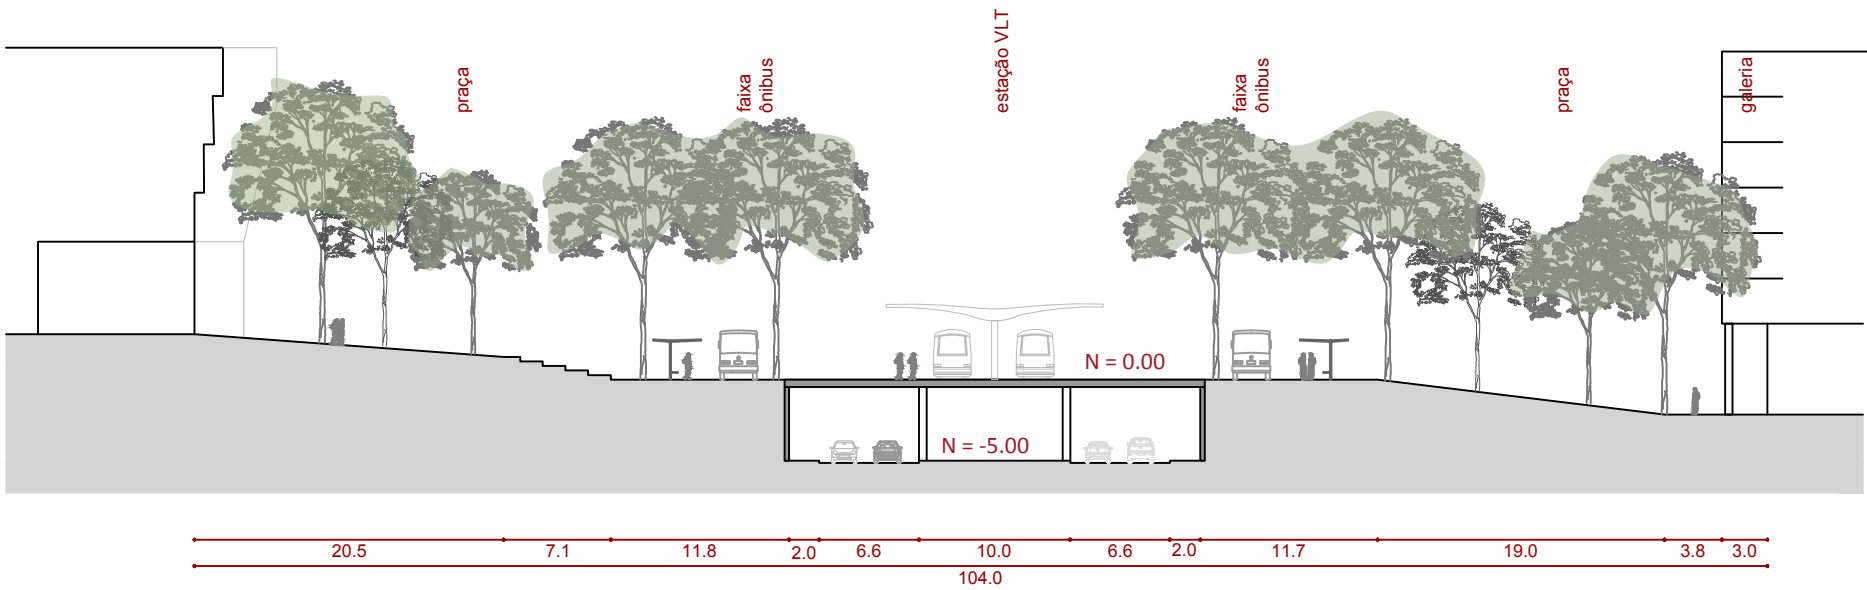 praça
faixa
ônibus
estação VLT
faixa
ônibus
praça
galeria
N = 0.00
N = -5.00
20.5
7.1
11.8
2.0
6.6
10.0
6.6
2.0
11.7
19.0
3.8
3.0
104.0